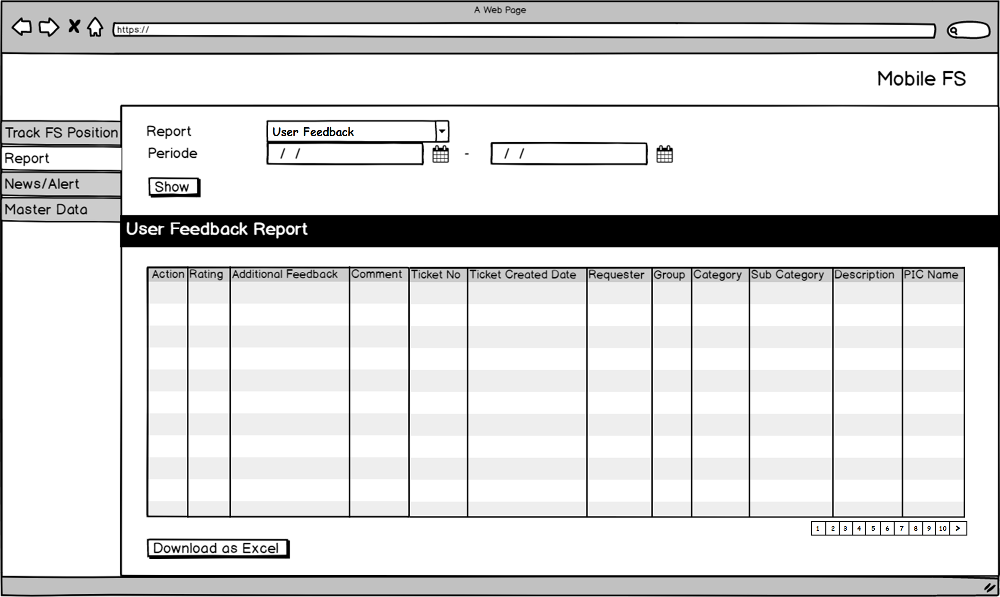 A Web Page
https://
Mobile FS
Track FS Position
Report
News/Alert
Master Data
Report User Feedback
Periode / / - / /
Show
User Feedback Report
Action Rating Additional Feedback Comment Ticket No Ticket Created Date Requester Group Category Sub Category Description PIC Name
1 2 3 4 5 6 7 8 9 10 >
Download as Excel